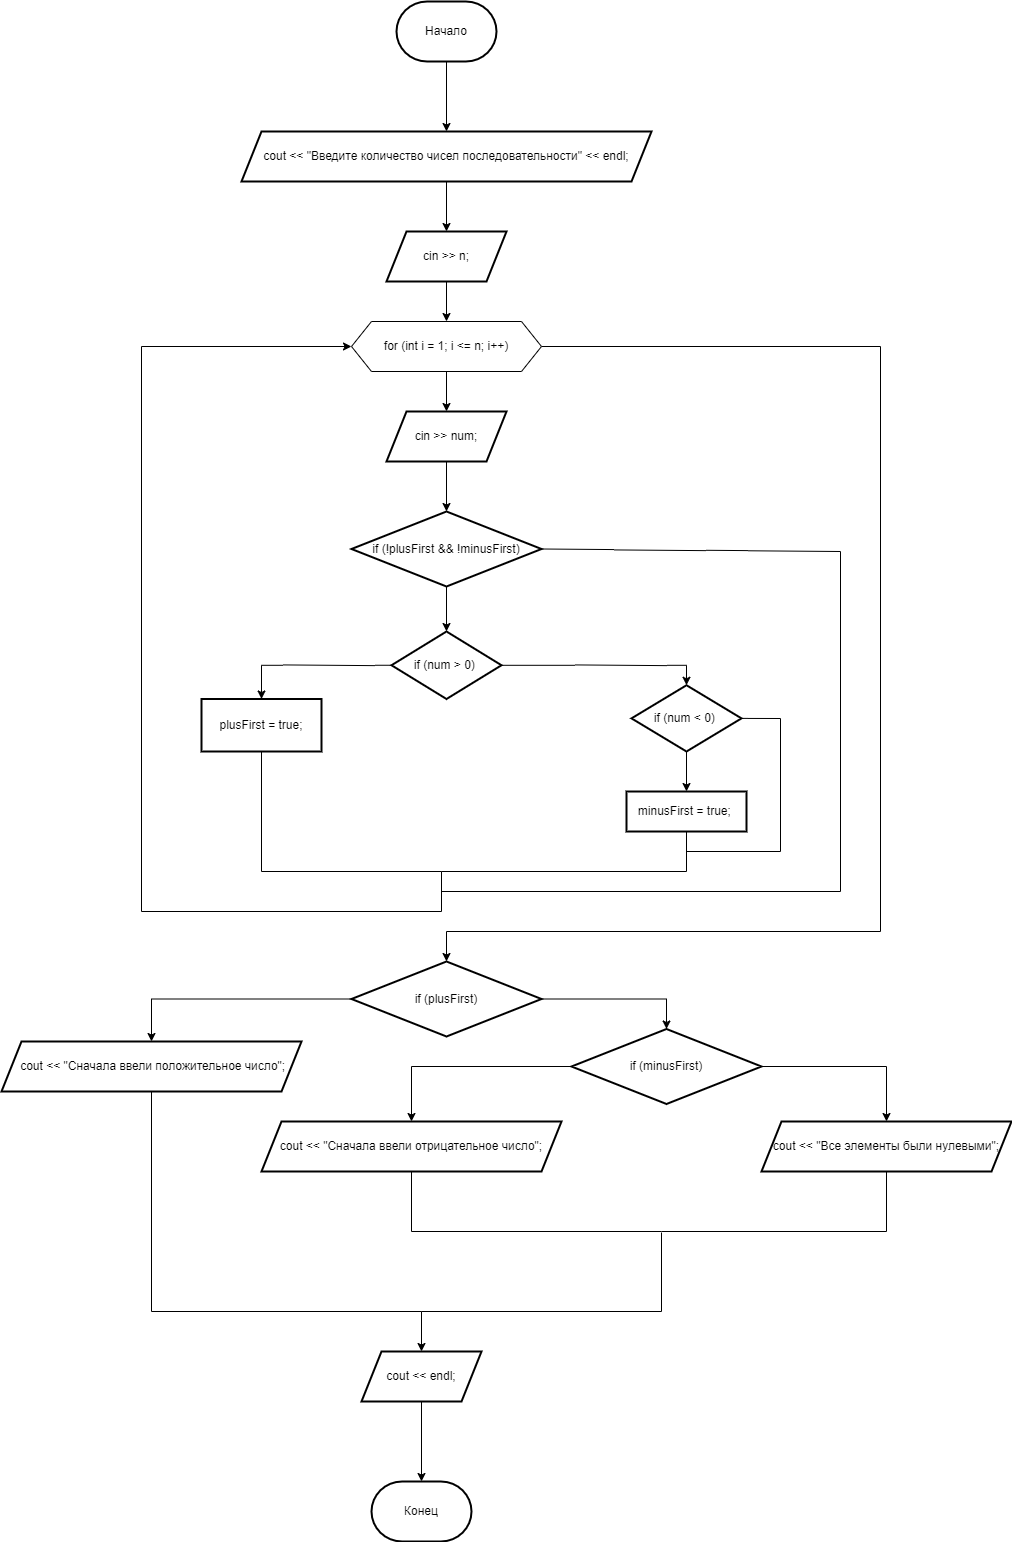 Начало
cout << "Введите количество чисел последовательности" << endl;
cin >> n;
for (int i = 1; i <= n; i++)
cin >> num;
if (!plusFirst && !minusFirst)
if (num > 0)
plusFirst = true;
if (num < 0)
minusFirst = true;
if (plusFirst)
cout << "Сначала ввели положительное число";
if (minusFirst)
cout << "Сначала ввели отрицательное число";
cout << "Все элементы были нулевыми";
cout << endl;
Конец